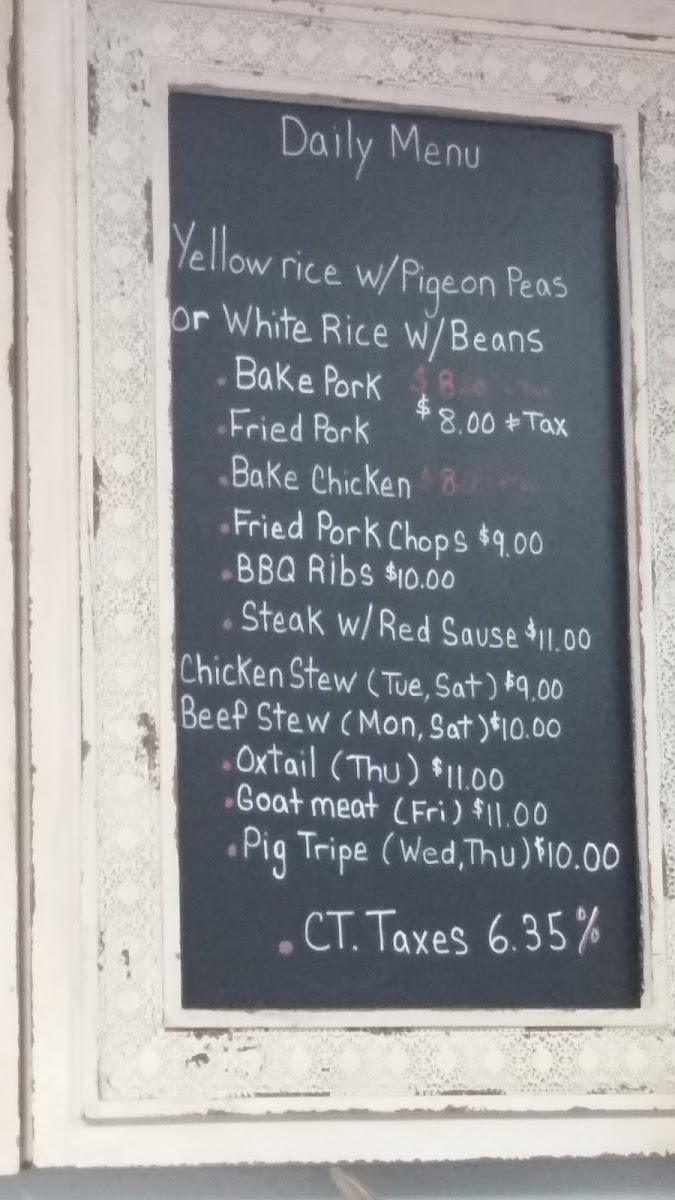 Daily Menu
Yellow rice w/Pigeon Peas
or White Rice w/Beans
. Bake Pork $8
$8.00 + Tax
. Fried Pork
. Bake Chicken $8
. Fried Pork Chops $9.00
. BBQ Ribs $10.00
. Steak w/Red Sause $11.00
Chicken Stew (Tue, Sat) $9.00
Beef Stew (Mon, Sat) $10.00
. Oxtail (Thu) $11.00
. Goat meat (Fri) $11.00
. Pig Tripe (Wed, Thu) $10.00
. CT. Taxes 6.35%